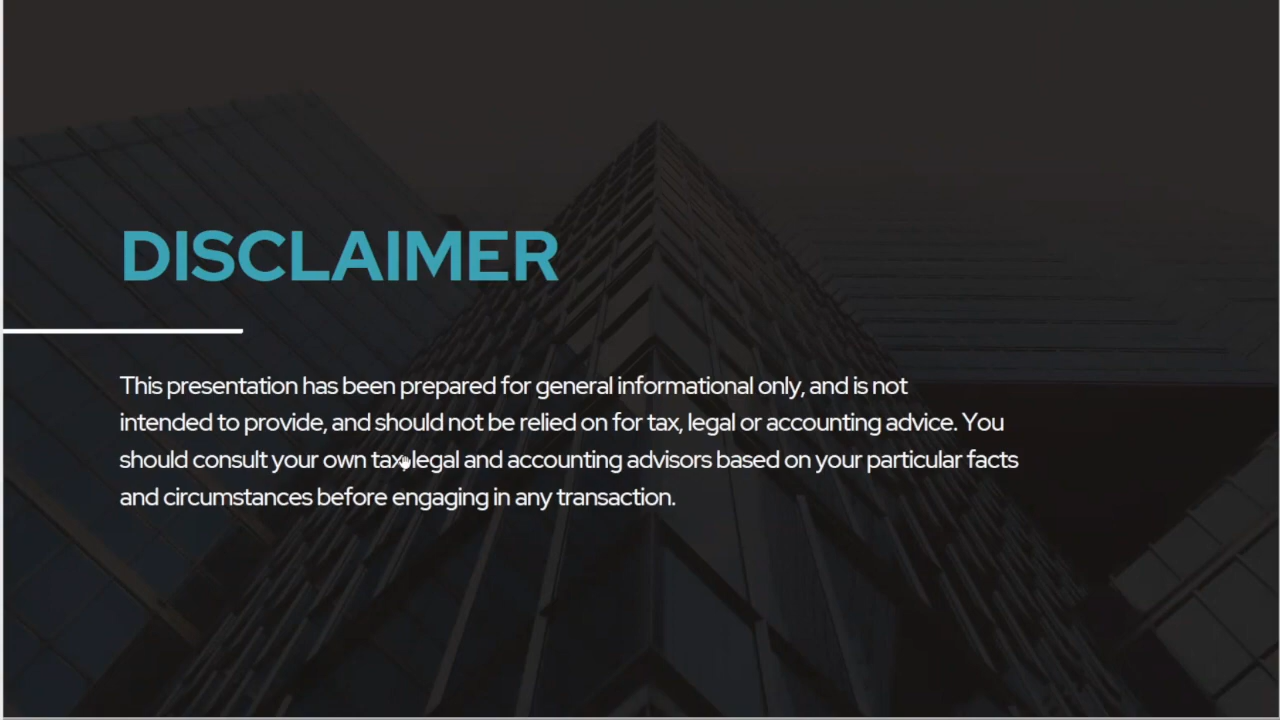 DISCLAIMER
This presentation has been prepared for general informational only, and is not
intended to provide, and should not be relied on for tax, legal or accounting advice. You
should consult your own tax, legal and accounting advisors based on your particular facts
and circumstances before engaging in any transaction.